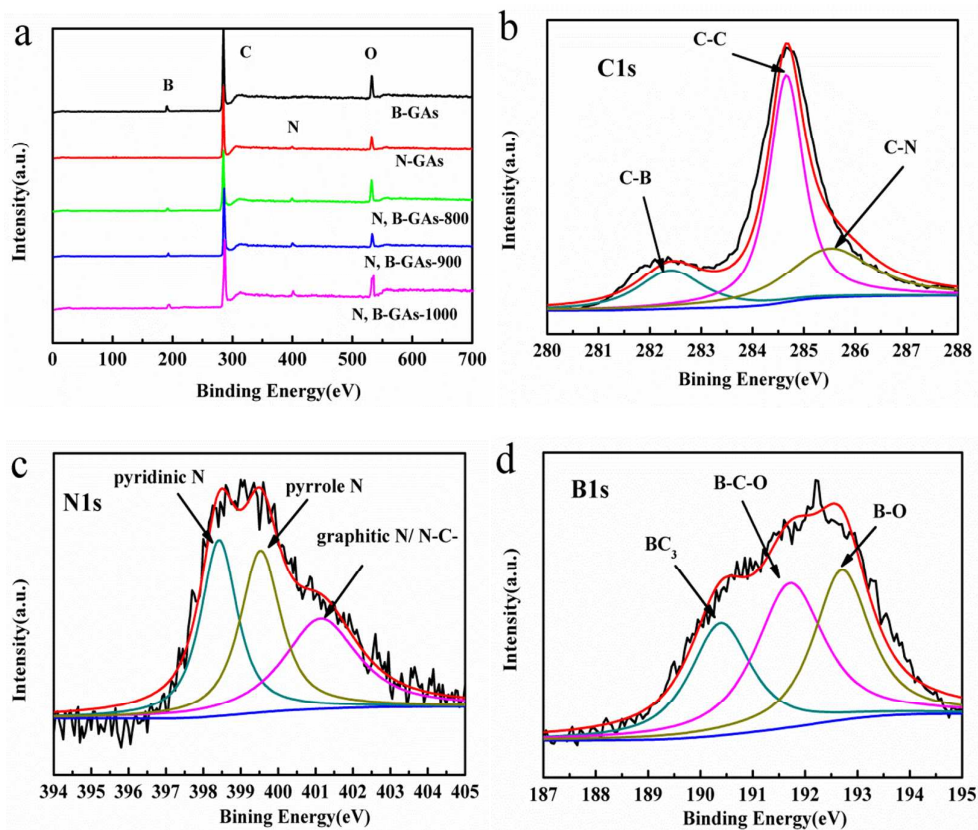 a
B
C
N
O
B-GAs
N-GAs
N, B-GAs-800
N, B-GAs-900
N, B-GAs-1000
Intensity(a.u.)
0 100 200 300 400 500 600 700
Binding Energy(eV)
b
C1s
C-C
C-B
C-N
Intensity(a.u.)
280 281 282 283 284 285 286 287 288
Bining Energy(eV)
c
N1s
pyridinic N
pyrrole N
graphitic N/ N-C-
Intensity(a.u.)
394 395 396 397 398 399 400 401 402 403 404 405
Bining Energy(eV)
d
B1s
BC3
B-C-O
B-O
Intensity(a.u.)
187 188 189 190 191 192 193 194 195
Binding Energy(eV)